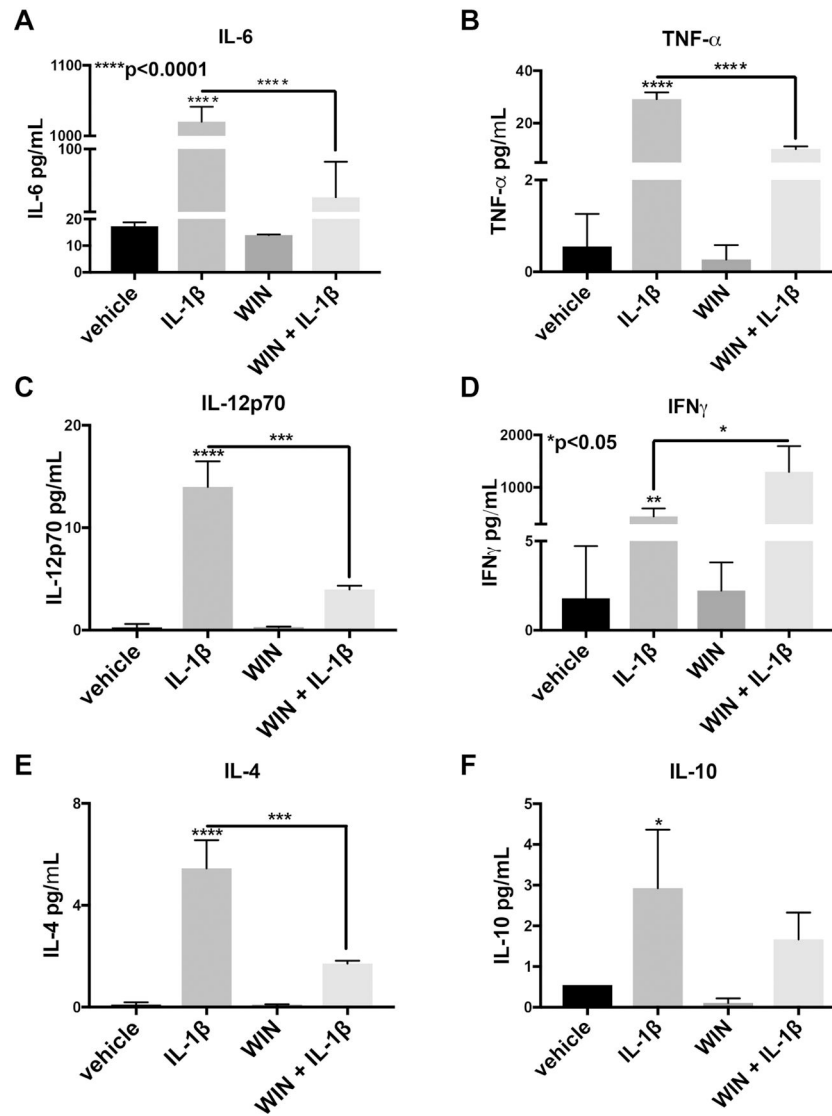 A
IL-6
****p<0.0001
****
****
1100
1000
100
20
10
0
IL-6 pg/mL
vehicle
IL-1β
WIN
WIN + IL-1β
B
TNF-α
****
****
40
20
2
0
TNF-α pg/mL
vehicle
IL-1β
WIN
WIN + IL-1β
C
IL-12p70
***
****
20
10
0
IL-12p70 pg/mL
vehicle
IL-1β
WIN
WIN + IL-1β
D
IFNγ
*p<0.05
*
**
2000
1000
5
0
IFNγ pg/mL
vehicle
IL-1β
WIN
WIN + IL-1β
E
IL-4
***
****
8
4
0
IL-4 pg/mL
vehicle
IL-1β
WIN
WIN + IL-1β
F
IL-10
*
5
4
3
2
1
0
IL-10 pg/mL
vehicle
IL-1β
WIN
WIN + IL-1β